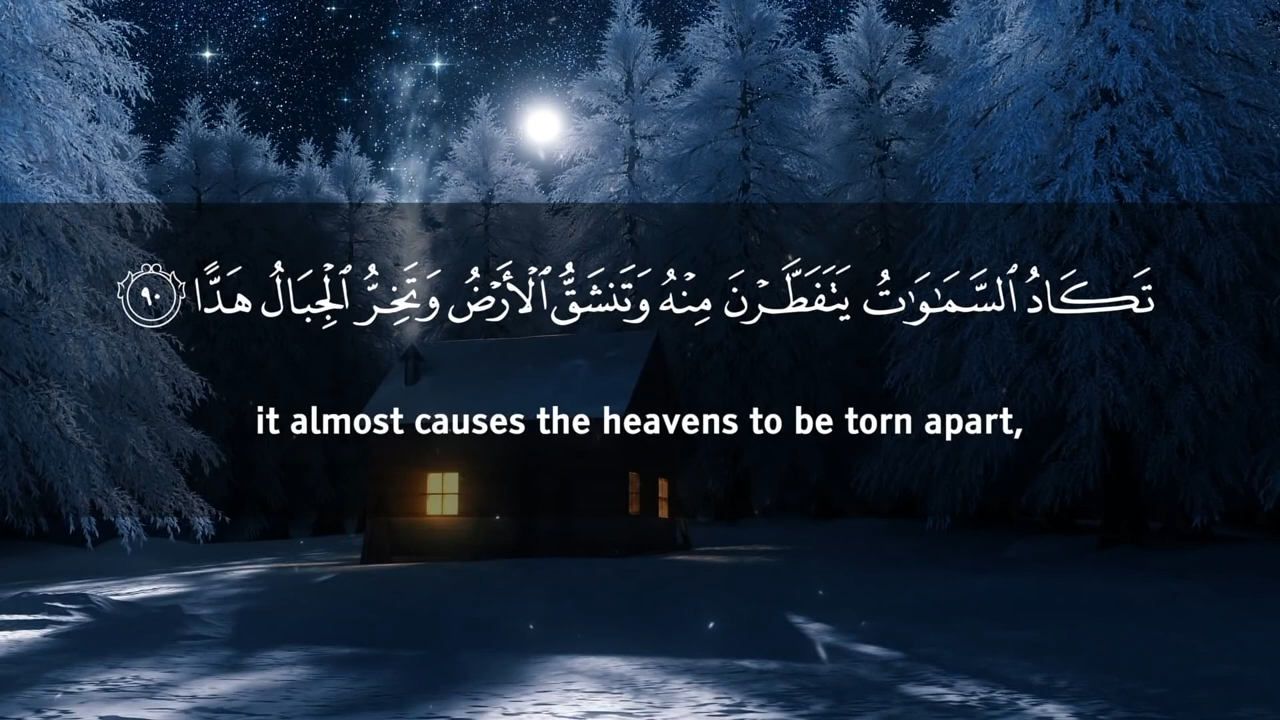 تَكَادُ ٱلسَّمَـٰوَٰتُ يَتَفَطَّرۡنَ مِنۡهُ وَتَنشَقُّ ٱلۡأَرۡضُ وَتَخِرُّ ٱلۡجِبَالُ هَدًّا ٩٠
it almost causes the heavens to be torn apart,